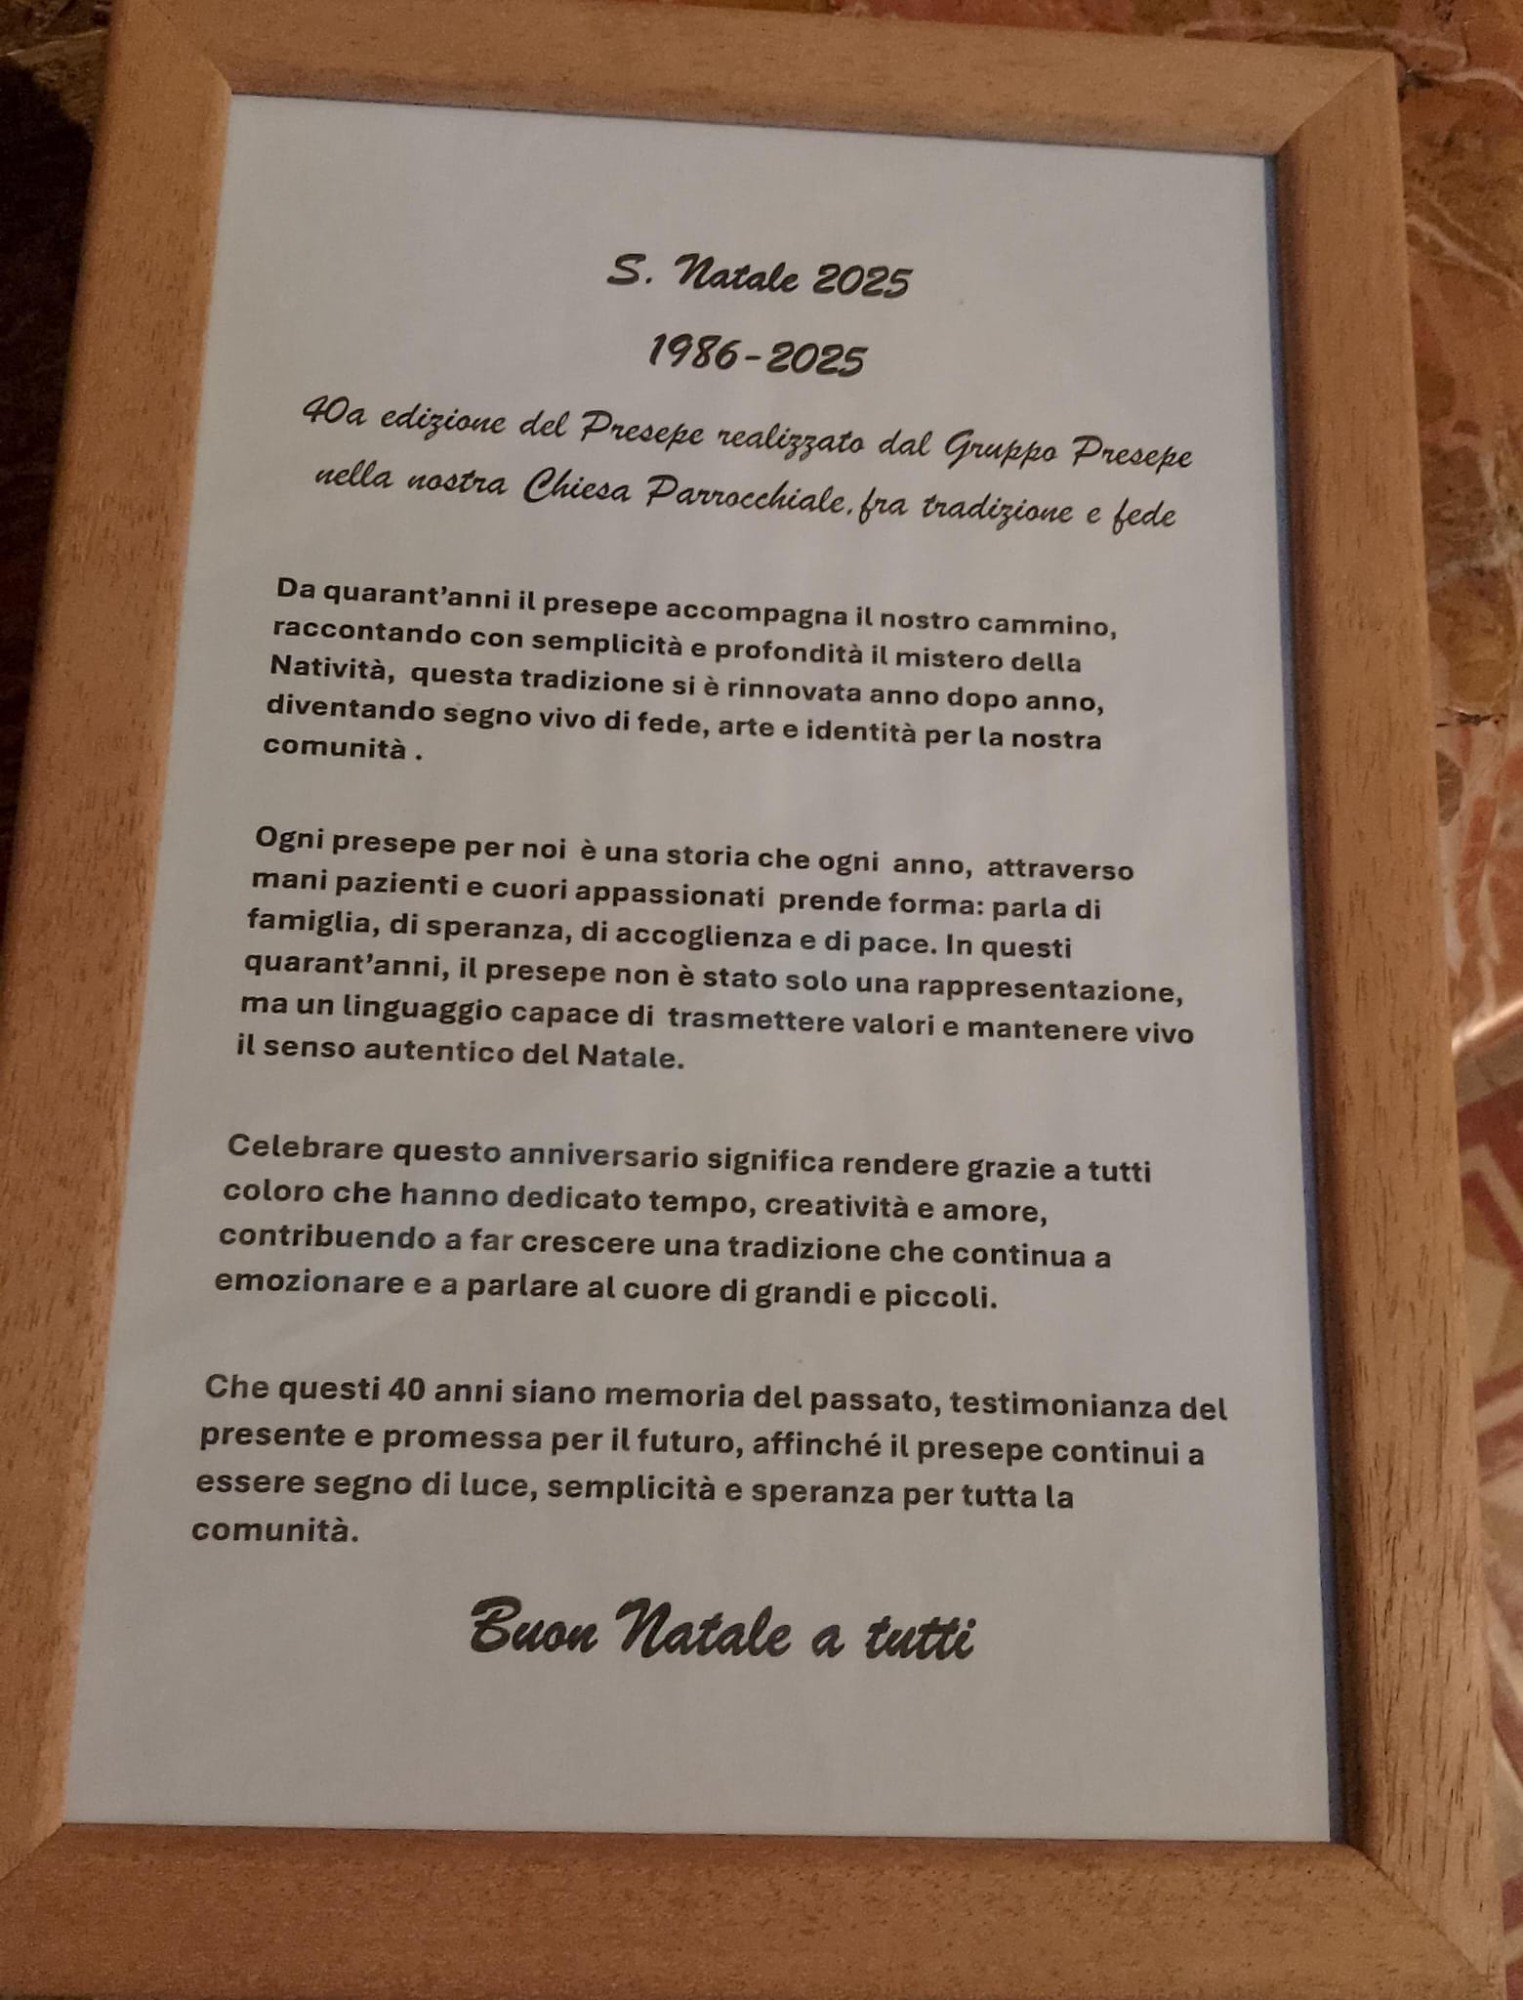 S. Natale 2025
1986-2025
40a edizione del Presepe realizzato dal Gruppo Presepe
nella nostra Chiesa Parrocchiale,fra tradizione e fede
Da quarant'anni il presepe accompagna il nostro cammino,
raccontando con semplicità e profondità il mistero della
Natività, questa tradizione si è rinnovata anno dopo anno,
diventando segno vivo di fede, arte e identità per la nostra
comunità .
Ogni presepe per noi è una storia che ogni anno, attraverso
mani pazienti e cuori appassionati prende forma: parla di
famiglia, di speranza, di accoglienza e di pace. In questi
quarant'anni, il presepe non è stato solo una rappresentazione,
ma un linguaggio capace di trasmettere valori e mantenere vivo
il senso autentico del Natale.
Celebrare questo anniversario significa rendere grazie a tutti
coloro che hanno dedicato tempo, creatività e amore,
contribuendo a far crescere una tradizione che continua a
emozionare e a parlare al cuore di grandi e piccoli.
Che questi 40 anni siano memoria del passato, testimonianza del
presente e promessa per il futuro, affinché il presepe continui a
essere segno di luce, semplicità e speranza per tutta la
comunità.
Buon Natale a tutti